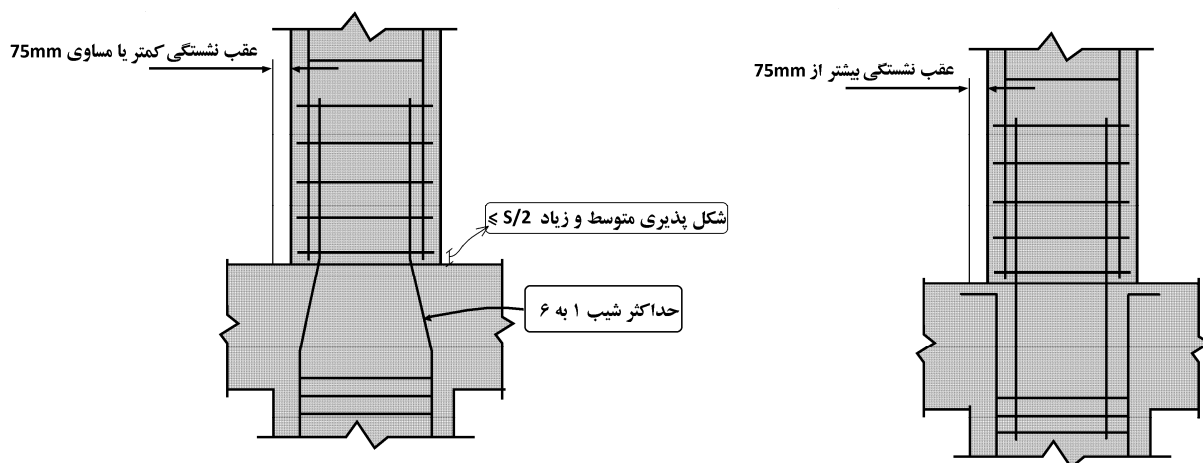 عقب نشستگی کمتر یا مساوی 75mm
عقب نشستگی بیشتر از 75mm
شکل پذیری متوسط و زیاد S/2 ⩾
حداکثر شیب ۱ به ۶